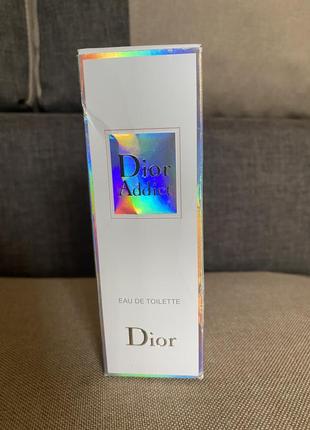 Dior
Addict
EAU DE TOILETTE
Dior